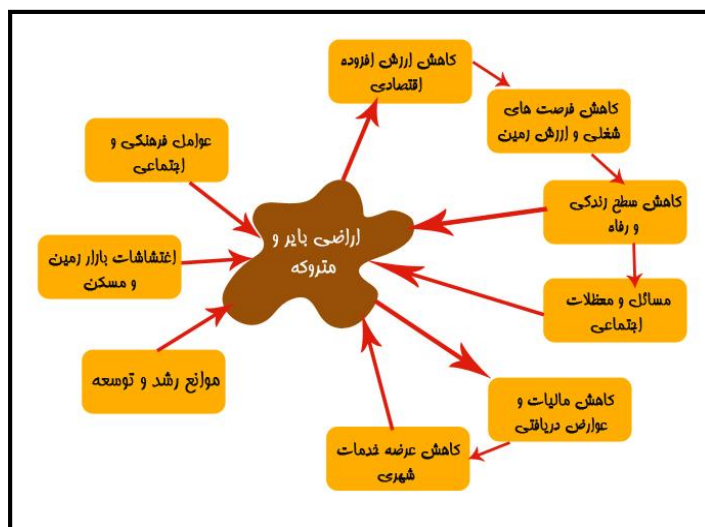 کاهش ارزش افزوده
اقتصادی
کاهش فرصت های
شغلی و ارزش زمین
عوامل فرهنگی و
اجتماعی
کاهش سطح زندگی
و رفاه
اراضی بایر و
متروکه
اغتشاشات بازار زمین
و مسکن
مسائل و معظلات
اجتماعی
موانع رشد و توسعه
کاهش مالیات و
عوارض دریافتی
کاهش عرضه خدمات
شهری